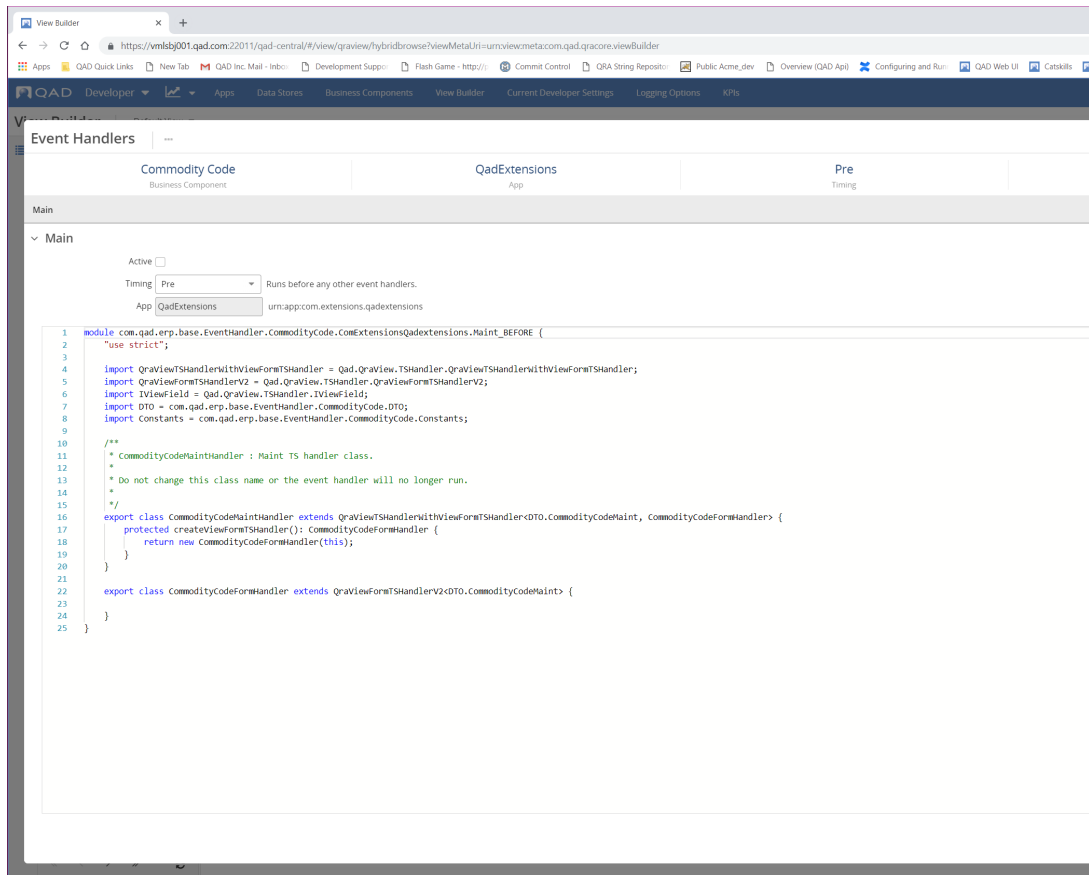 View Builder
https://vmlsbj001.qad.com:22011/qad-central/#/view/qraview/hybridbrowse?viewMetaUri=urn:view:meta:com.qad.qracore.viewBuilder
Apps QAD Quick Links New Tab QAD Inc. Mail - Inbox Development Suppor Flash Game - http:// Commit Control QRA String Repositor Public Acme_dev Overview (QAD Api) Configuring and Run QAD Web UI Catskills
QAD Developer Apps Data Stores Business Components View Builder Current Developer Settings Logging Options KPIs
Event Handlers
Commodity Code QadExtensions Pre
Business Component App Timing
Main
Main
Active
Timing Pre Runs before any other event handlers.
App QadExtensions urn:app:com.extensions.qadextensions
1 module com.qad.erp.base.EventHandler.CommodityCode.ComExtensionsQadextensions.Maint_BEFORE {
2 "use strict";
3
4 import QraViewTSHandlerWithViewFormTSHandler = Qad.QraView.TSHandler.QraViewTSHandlerWithViewFormTSHandler;
5 import QraViewFormTSHandlerV2 = Qad.QraView.TSHandler.QraViewFormTSHandlerV2;
6 import IViewField = Qad.QraView.TSHandler.IViewField;
7 import DTO = com.qad.erp.base.EventHandler.CommodityCode.DTO;
8 import Constants = com.qad.erp.base.EventHandler.CommodityCode.Constants;
9
10 /**
11 * CommodityCodeMaintHandler : Maint TS handler class.
12 *
13 * Do not change this class name or the event handler will no longer run.
14 *
15 */
16 export class CommodityCodeMaintHandler extends QraViewTSHandlerWithViewFormTSHandler<DTO.CommodityCodeMaint, CommodityCodeFormHandler> {
17 protected createViewFormTSHandler(): CommodityCodeFormHandler {
18 return new CommodityCodeFormHandler(this);
19 }
20 }
21
22 export class CommodityCodeFormHandler extends QraViewFormTSHandlerV2<DTO.CommodityCodeMaint> {
23
24 }
25 }